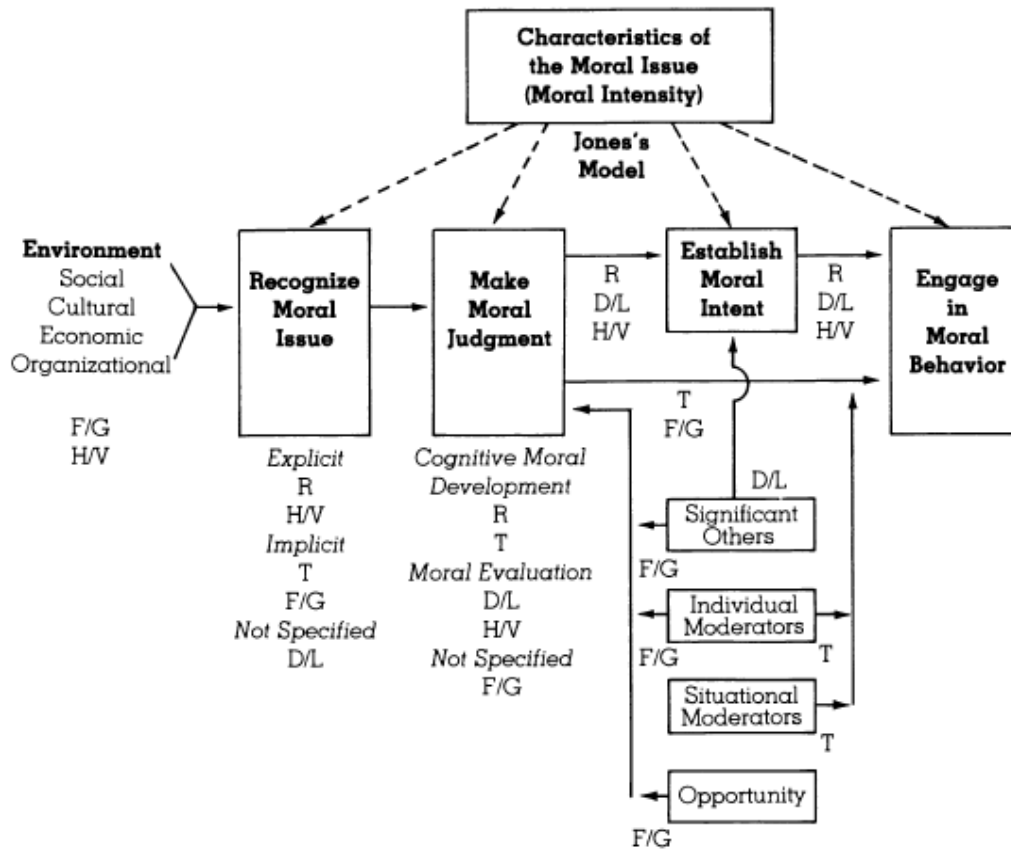 Characteristics of
the Moral Issue
(Moral Intensity)
Jones's
Model
Environment
Social
Cultural
Economic
Organizational
F/G
H/V
Recognize
Moral
Issue
Explicit
R
H/V
Implicit
T
F/G
Not Specified
D/L
Make
Moral
Judgment
Cognitive Moral
Development
R
T
Moral Evaluation
D/L
H/V
Not Specified
F/G
R
D/L
H/V
Establish
Moral
Intent
R
D/L
H/V
Engage
in
Moral
Behavior
T
F/G
D/L
Significant
Others
F/G
Individual
Moderators
F/G
T
Situational
Moderators
T
Opportunity
F/G